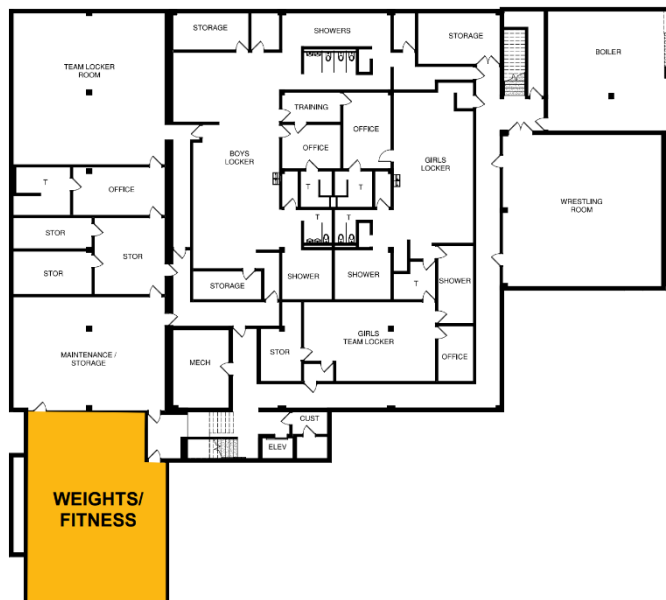 STORAGE
SHOWERS
STORAGE
BOILER
TEAM LOCKER
ROOM
TRAINING
OFFICE
OFFICE
BOYS
LOCKER
GIRLS
LOCKER
T
OFFICE
T
T
WRESTLING
ROOM
STOR
STOR
T
T
STOR
SHOWER
SHOWER
T
SHOWER
STORAGE
MAINTENANCE /
STORAGE
MECH
STOR
GIRLS
TEAM LOCKER
OFFICE
CUST
ELEV
WEIGHTS/
FITNESS